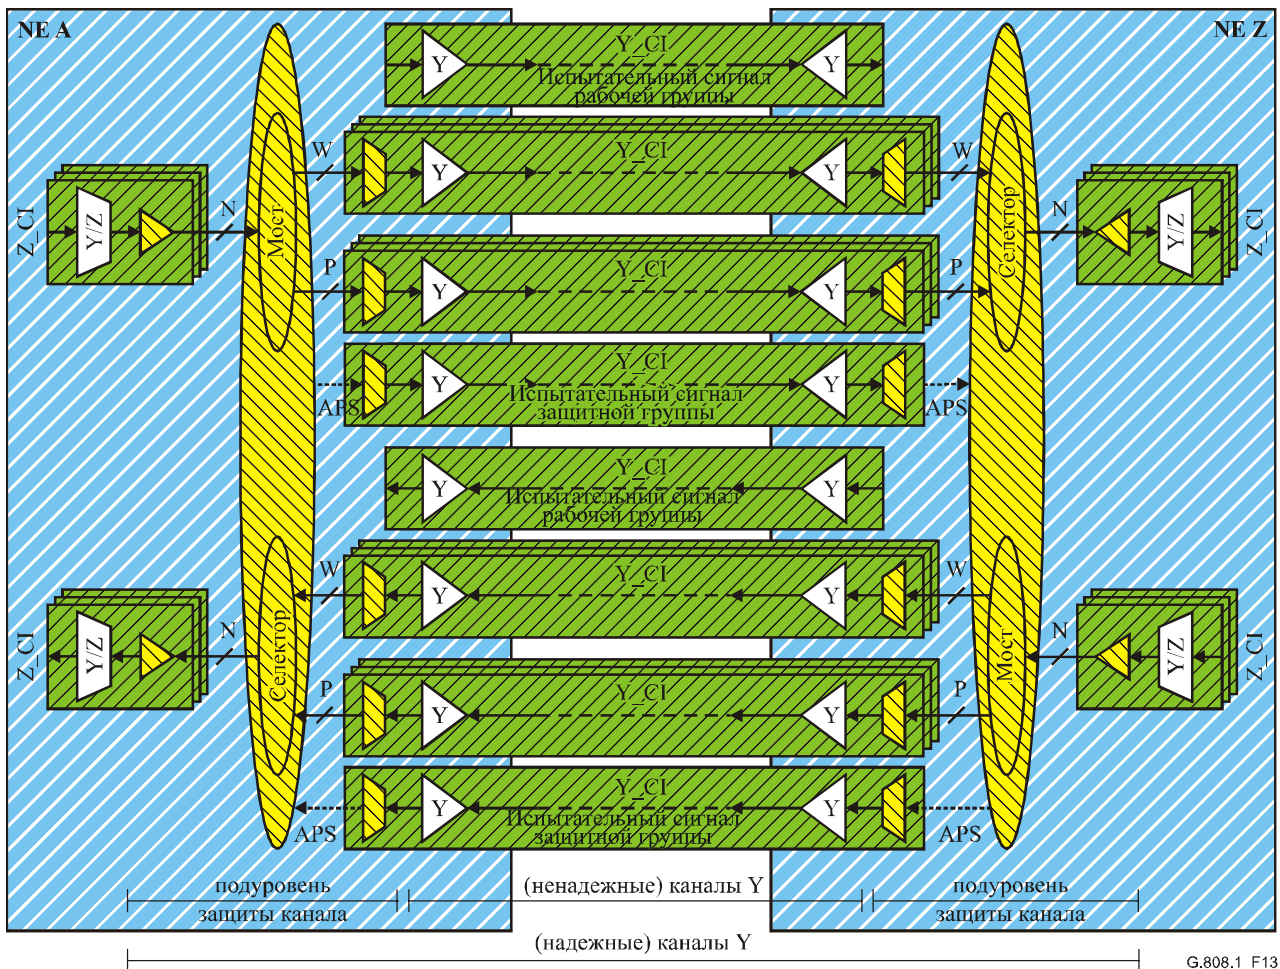 NE A
NE Z
Y
Y_CI
Y
Испытательный сигнал
рабочей группы
W
Y
Y_CI
Y
W
Z_CI
Y/Z
N
Мост
Селектор
N
Y/Z
Z_CI
P
Y
Y_CI
Y
P
Y
Y_CI
Y
APS
Испытательный сигнал
защитной группы
APS
Y
Y_CI
Y
Испытательный сигнал
рабочей группы
W
Y
Y_CI
Y
W
Z_CI
Y/Z
N
Селектор
Мост
N
Y/Z
Z_CI
P
Y
Y_CI
Y
P
Y
Y_CI
Y
APS
Испытательный сигнал
защитной группы
APS
подуровень
защиты канала
(ненадежные) каналы Y
подуровень
защиты канала
(надежные) каналы Y
G.808.1 F13